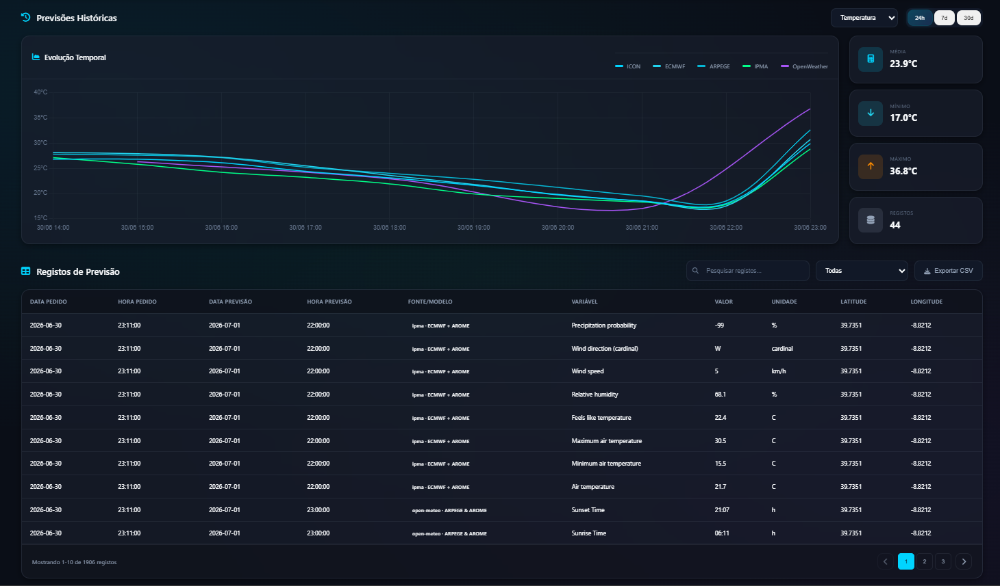 Previsões Históricas
Temperatura
24h 7d 30d
Evolução Temporal
ICON ECMWF ARPEGE IPMA OpenWeather
40°C
35°C
30°C
25°C
20°C
15°C
30/06 14:00 30/06 15:00 30/06 16:00 30/06 17:00 30/06 18:00 30/06 19:00 30/06 20:00 30/06 21:00 30/06 22:00 30/06 23:00
MÉDIA
23.9°C
MÍNIMO
17.0°C
MÁXIMO
36.8°C
REGISTOS
44
Registos de Previsão
Pesquisar registos...
Todas
Exportar CSV
DATA PEDIDO HORA PEDIDO DATA PREVISÃO HORA PREVISÃO FONTE/MODELO VARIÁVEL VALOR UNIDADE LATITUDE LONGITUDE
2026-06-30 23:11:00 2026-07-01 22:00:00 ipma · ECMWF + AROME Precipitation probability -99 % 39.7351 -8.8212
2026-06-30 23:11:00 2026-07-01 22:00:00 ipma · ECMWF + AROME Wind direction (cardinal) W cardinal 39.7351 -8.8212
2026-06-30 23:11:00 2026-07-01 22:00:00 ipma · ECMWF + AROME Wind speed 5 km/h 39.7351 -8.8212
2026-06-30 23:11:00 2026-07-01 22:00:00 ipma · ECMWF + AROME Relative humidity 68.1 % 39.7351 -8.8212
2026-06-30 23:11:00 2026-07-01 22:00:00 ipma · ECMWF + AROME Feels like temperature 22.4 C 39.7351 -8.8212
2026-06-30 23:11:00 2026-07-01 22:00:00 ipma · ECMWF + AROME Maximum air temperature 30.5 C 39.7351 -8.8212
2026-06-30 23:11:00 2026-07-01 22:00:00 ipma · ECMWF + AROME Minimum air temperature 15.5 C 39.7351 -8.8212
2026-06-30 23:11:00 2026-07-01 22:00:00 ipma · ECMWF + AROME Air temperature 21.7 C 39.7351 -8.8212
2026-06-30 23:11:00 2026-07-01 23:00:00 open-meteo · ARPEGE & AROME Sunset Time 21:07 h 39.7351 -8.8212
2026-06-30 23:11:00 2026-07-01 23:00:00 open-meteo · ARPEGE & AROME Sunrise Time 06:11 h 39.7351 -8.8212
Mostrando 1-10 de 1906 registos
1 2 3